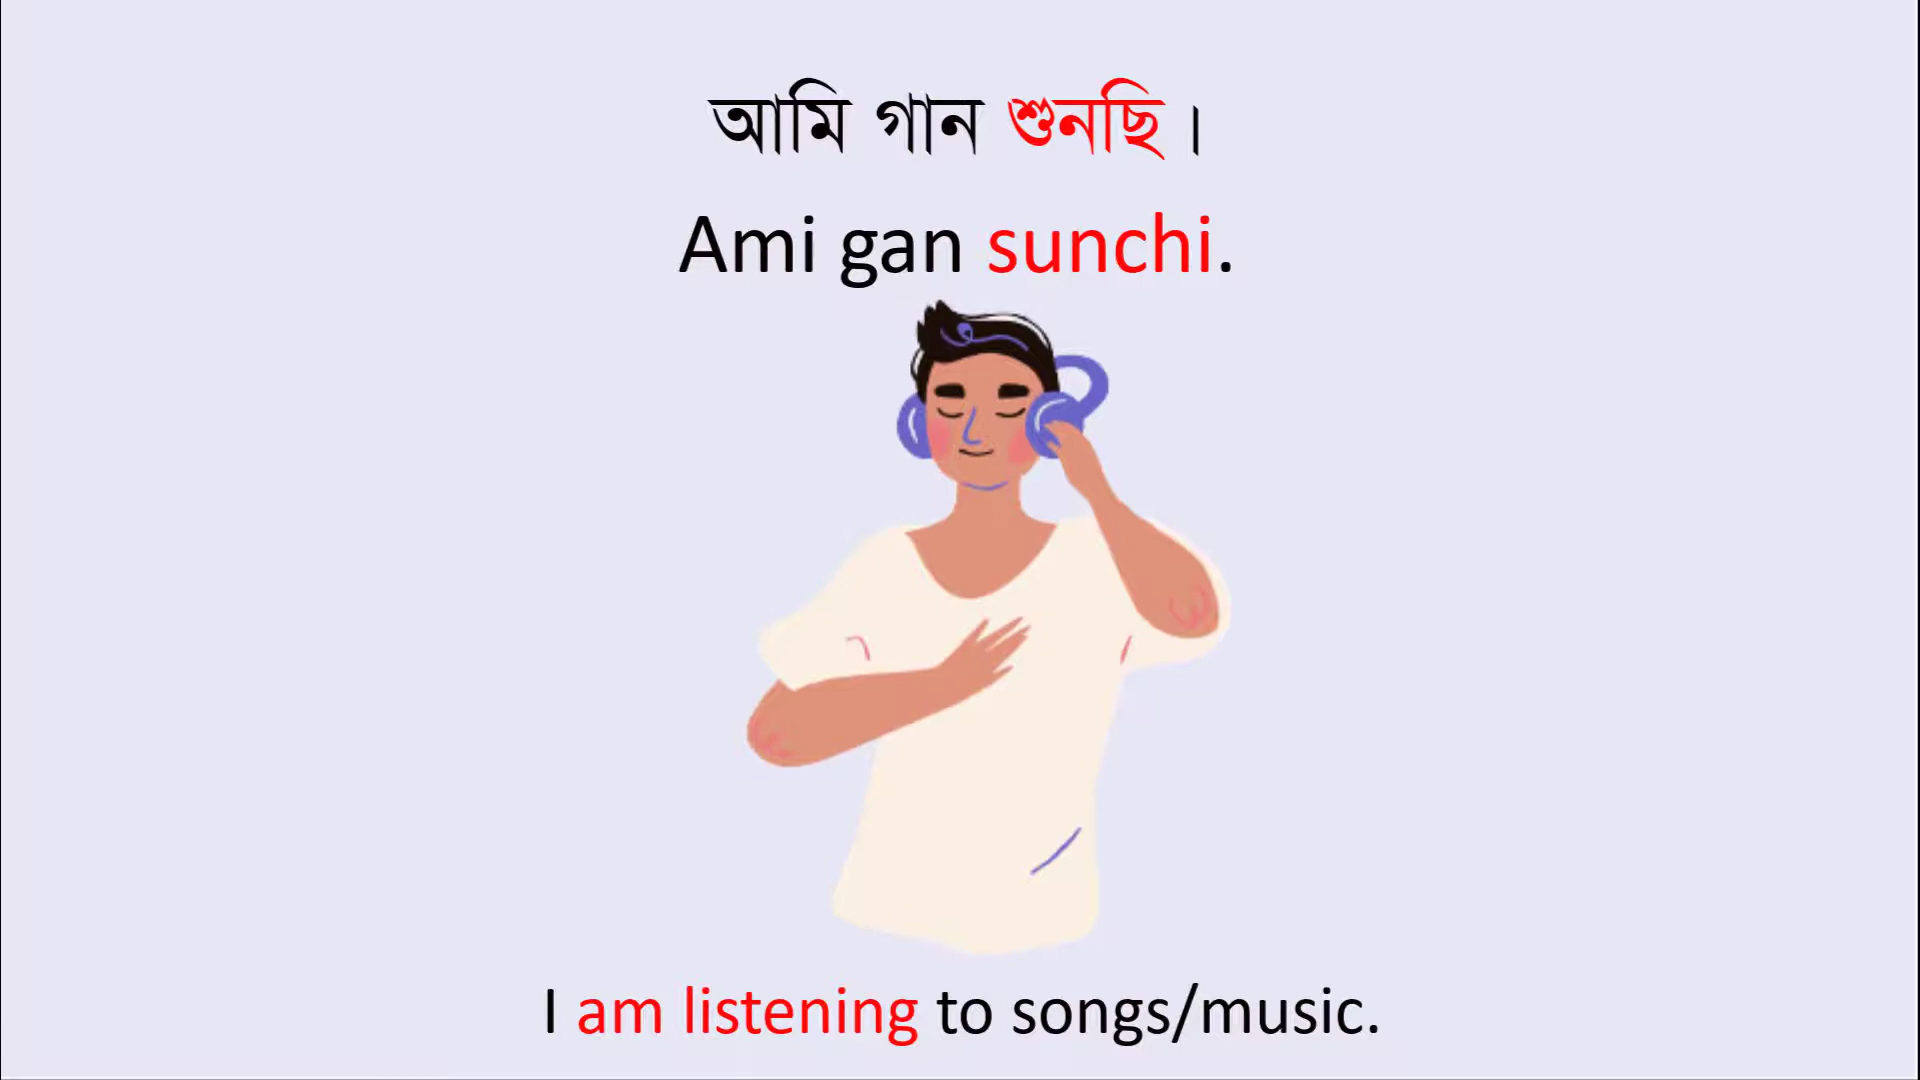 আমি গান শুনছি।
Ami gan sunchi.
I am listening to songs/music.